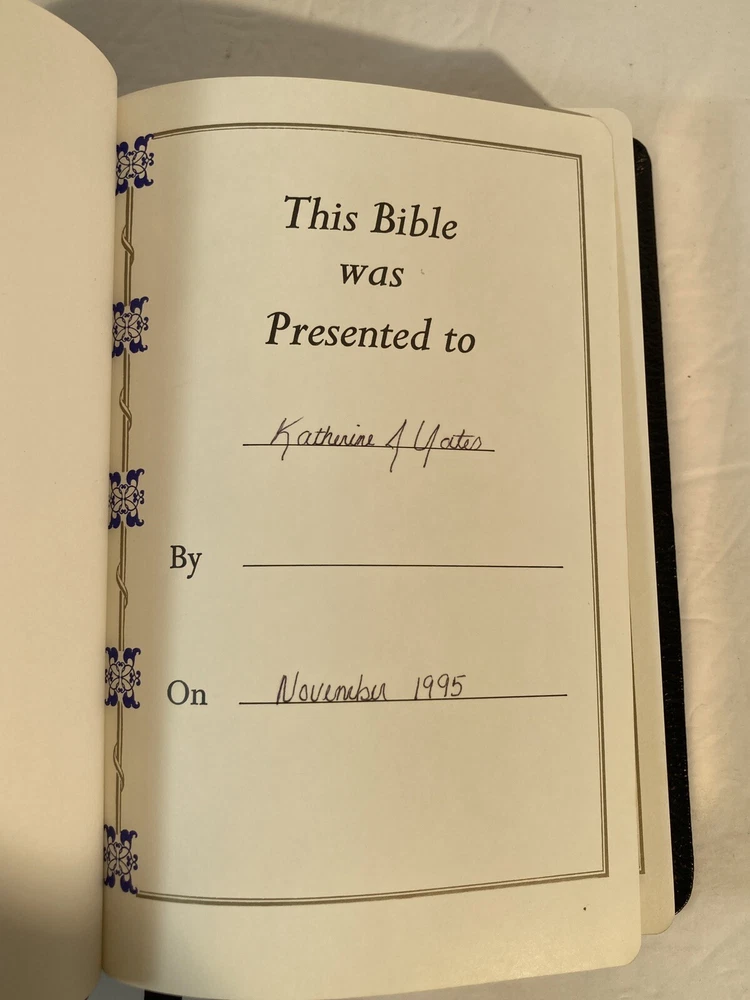 This Bible
was
Presented to
Katherine J Yates
By
On November 1995